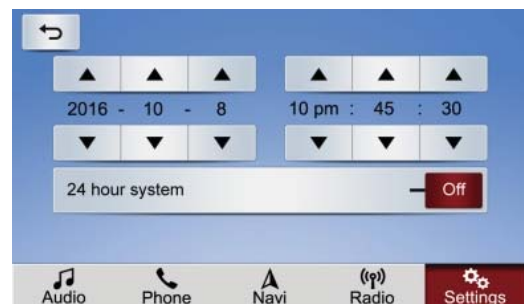 2016 - 10 - 8 10 pm : 45 : 30
24 hour system Off
Audio Phone Navi Radio Settings